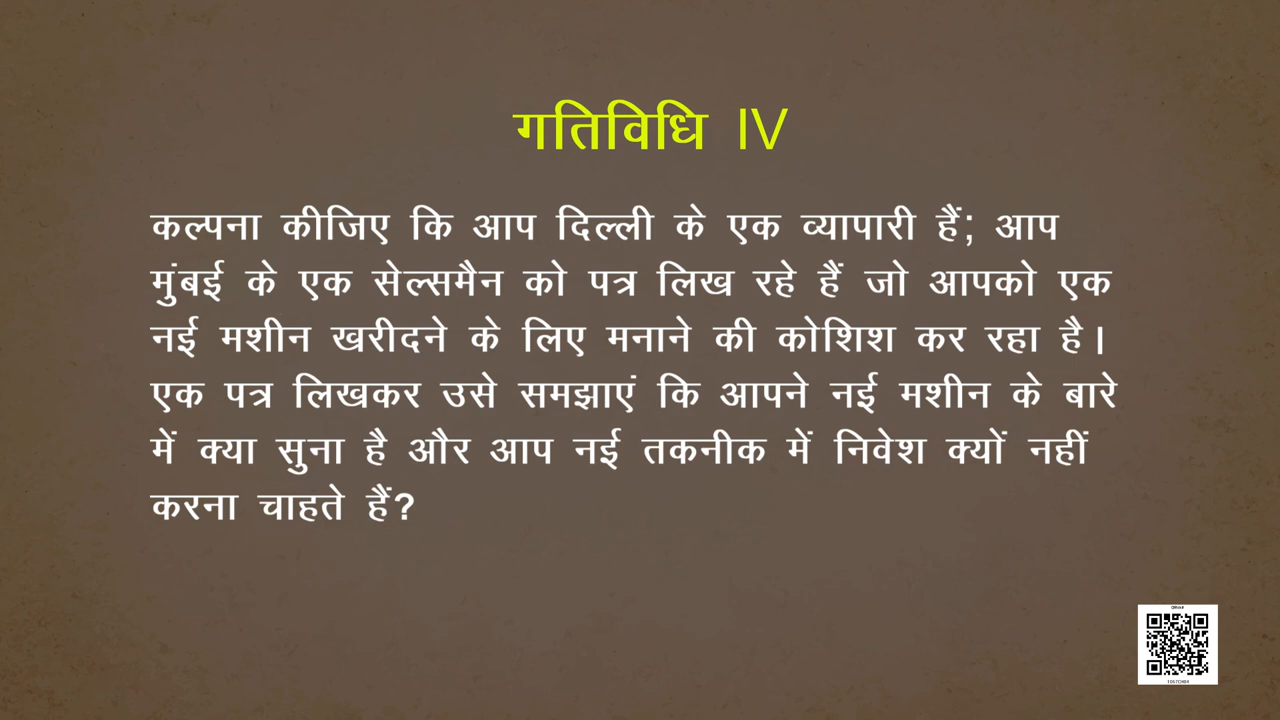 गतिविधि IV
कल्पना कीजिए कि आप दिल्ली के एक व्यापारी हैं; आप
मुंबई के एक सेल्समैन को पत्र लिख रहे हैं जो आपको एक
नई मशीन खरीदने के लिए मनाने की कोशिश कर रहा है।
एक पत्र लिखकर उसे समझाएं कि आपने नई मशीन के बारे
में क्या सुना है और आप नई तकनीक में निवेश क्यों नहीं
करना चाहते हैं?